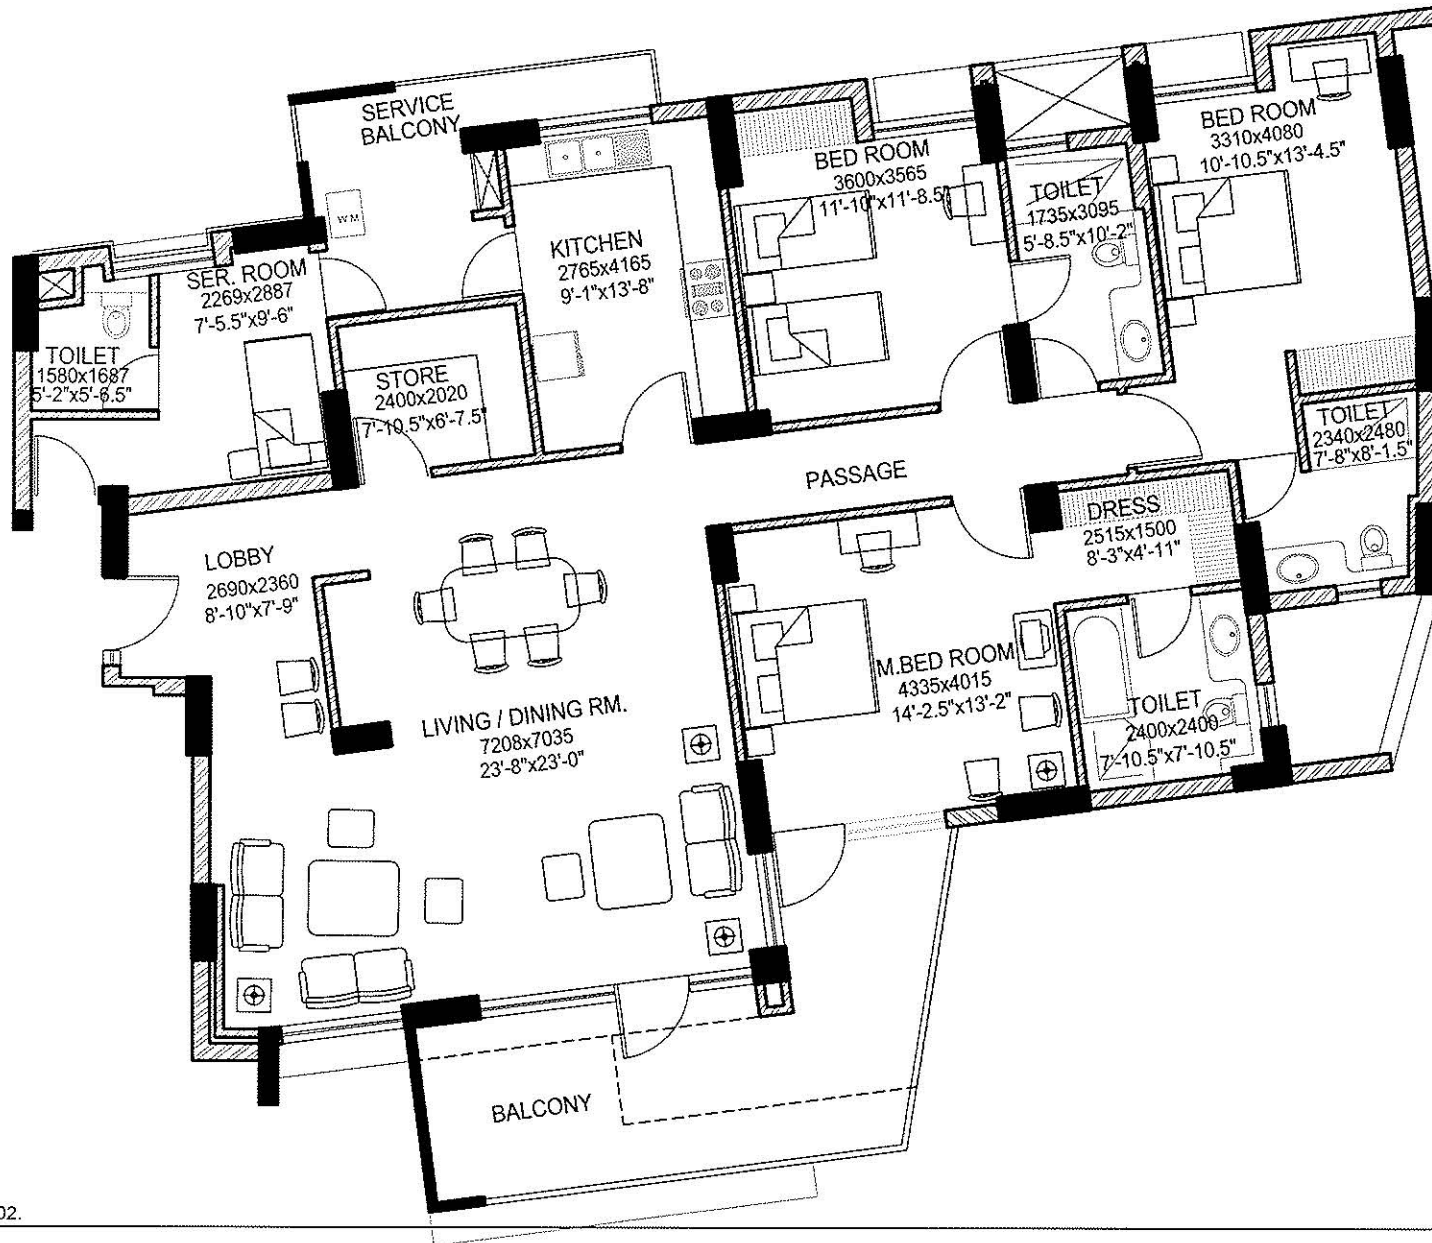 SERVICE
BALCONY
BED ROOM
3310x4080
10'-10.5"x13'-4.5"
BED ROOM
3600x3565
11'-10"x11'-8.5"
TOILET
1735x3095
5'-8.5"x10'-2"
WM
KITCHEN
2765x4165
9'-1"x13'-8"
SER. ROOM
2269x2887
7'-5.5"x9'-6"
TOILET
1580x1687
5'-2"x5'-6.5"
STORE
2400x2020
7'-10.5"x6'-7.5"
TOILET
2340x2480
7'-8"x8'-1.5"
PASSAGE
DRESS
2515x1500
8'-3"x4'-11"
LOBBY
2690x2360
8'-10"x7'-9"
M.BED ROOM
4335x4015
14'-2.5"x13'-2"
TOILET
2400x2400
7'-10.5"x7'-10.5"
LIVING / DINING RM.
7208x7035
23'-8"x23'-0"
BALCONY
02.